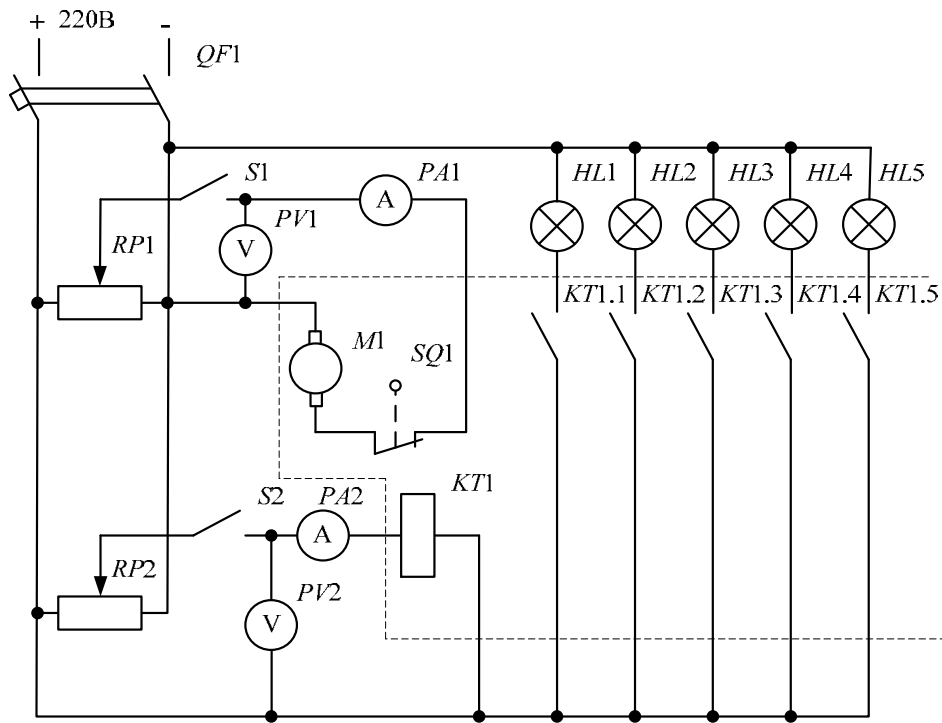 + 220В -
QF1
S1 PA1 HL1 HL2 HL3 HL4 HL5
A
PV1
V
RP1
KT1.1 KT1.2 KT1.3 KT1.4 KT1.5
M1 SQ1
S2 PA2 KT1
A
RP2
PV2
V